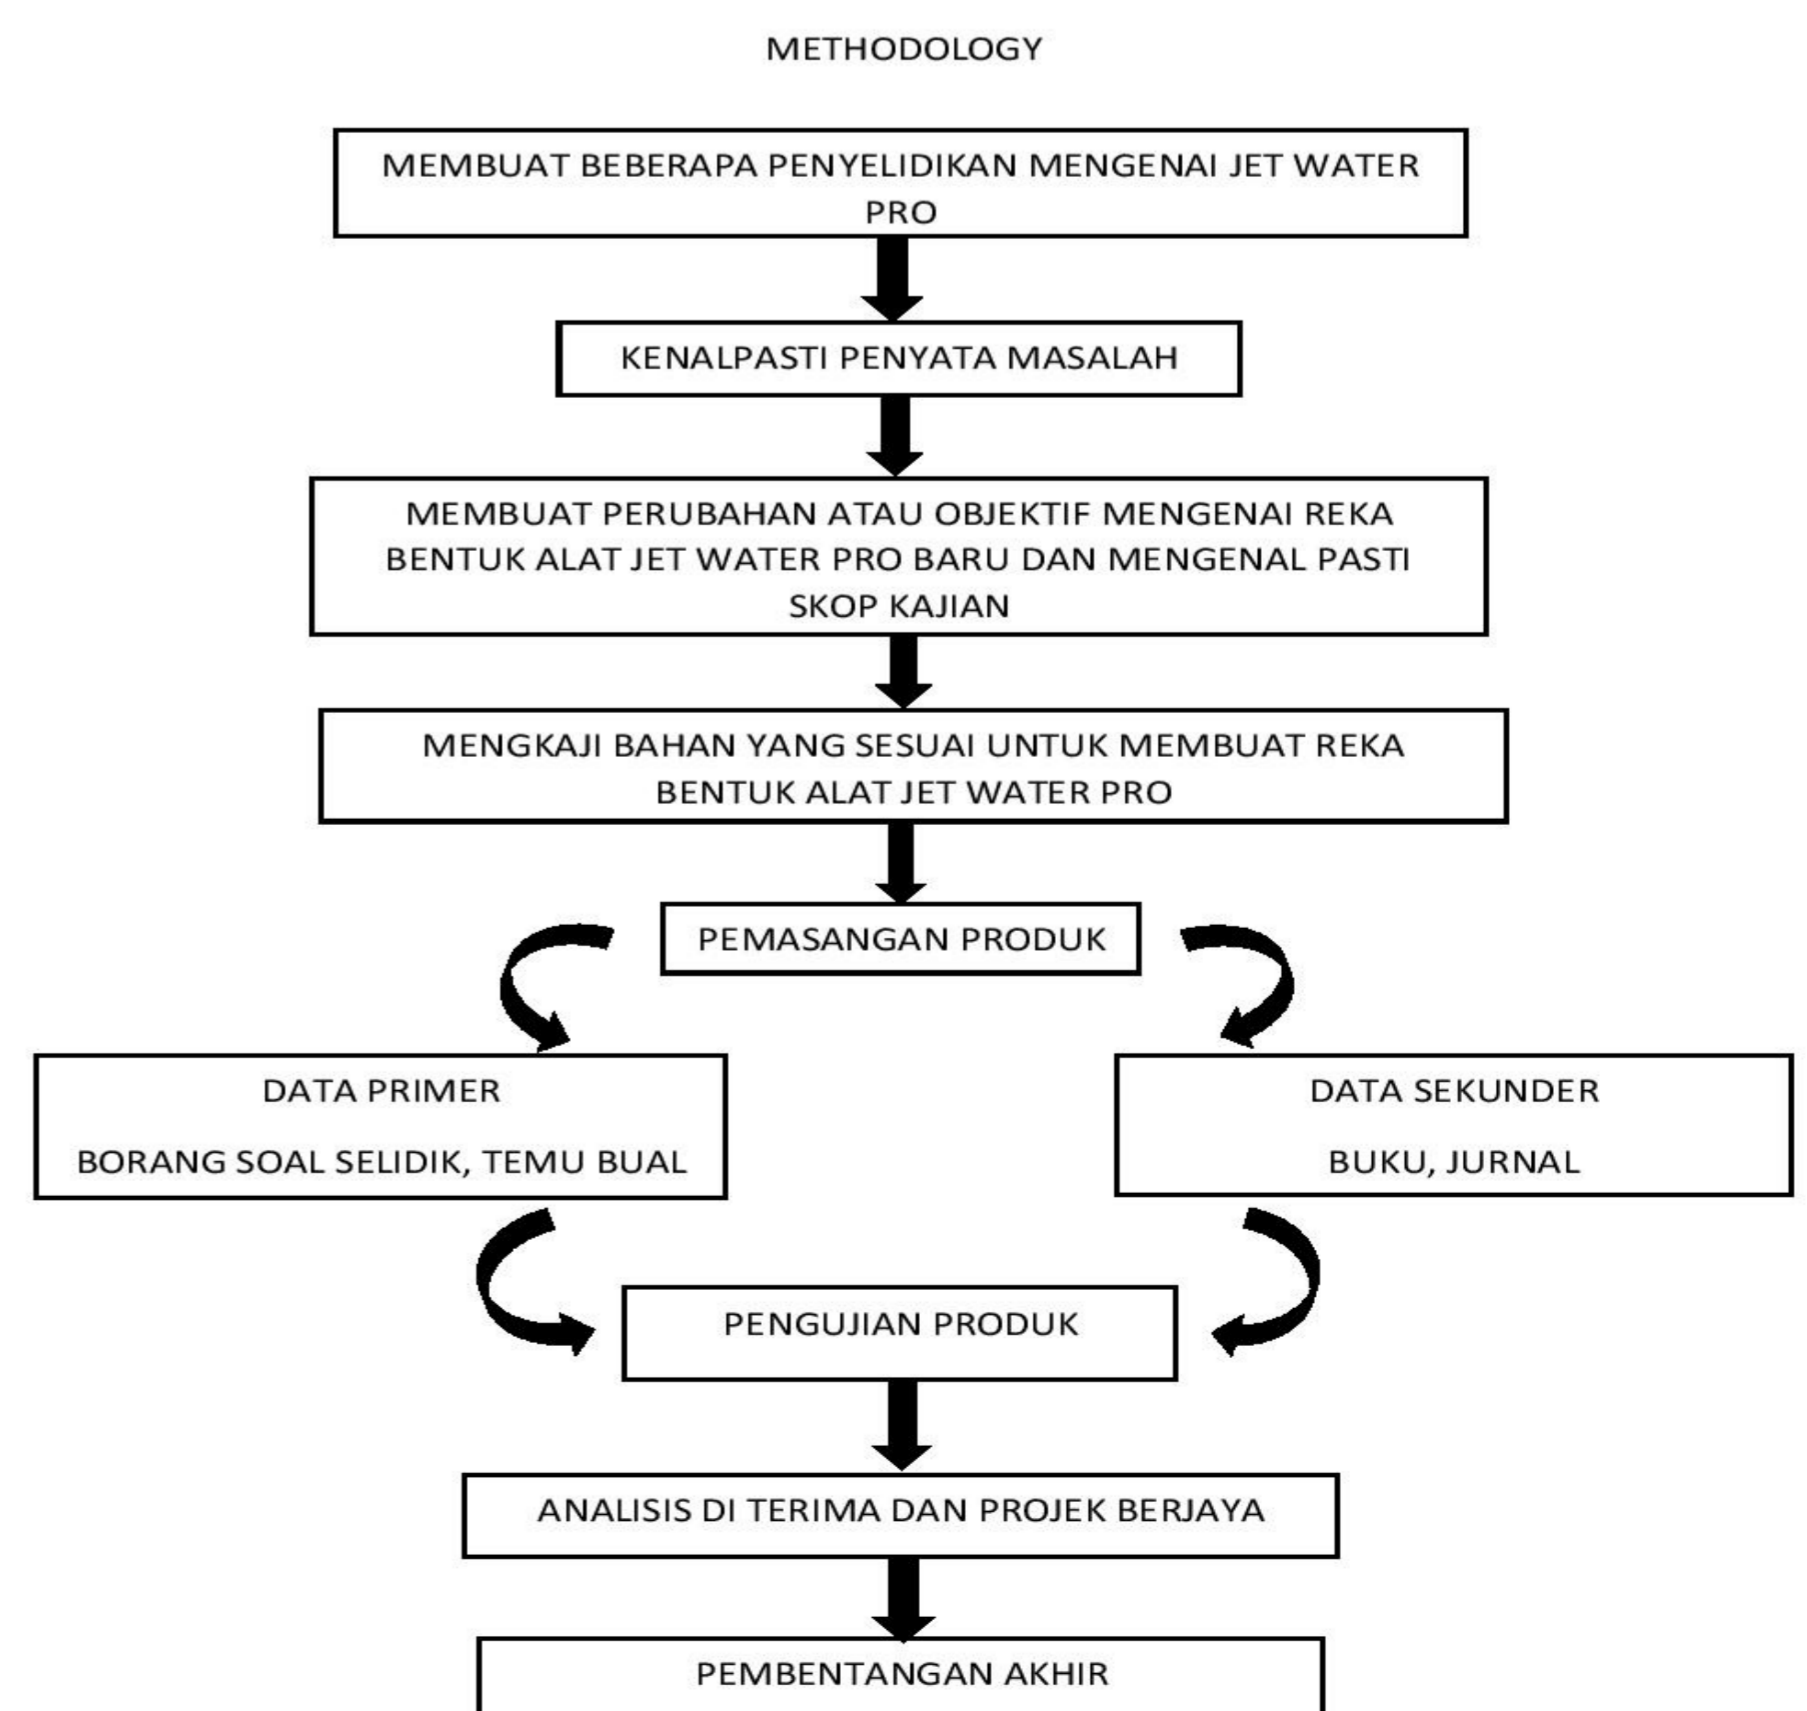 METHODOLOGY
MEMBUAT BEBERAPA PENYELIDIKAN MENGENAI JET WATER
PRO
KENALPASTI PENYATA MASALAH
MEMBUAT PERUBAHAN ATAU OBJEKTIF MENGENAI REKA
BENTUK ALAT JET WATER PRO BARU DAN MENGENAL PASTI
SKOP KAJIAN
MENGKAJI BAHAN YANG SESUAI UNTUK MEMBUAT REKA
BENTUK ALAT JET WATER PRO
PEMASANGAN PRODUK
DATA PRIMER
BORANG SOAL SELIDIK, TEMU BUAL
DATA SEKUNDER
BUKU, JURNAL
PENGUJIAN PRODUK
ANALISIS DI TERIMA DAN PROJEK BERJAYA
PEMBENTANGAN AKHIR